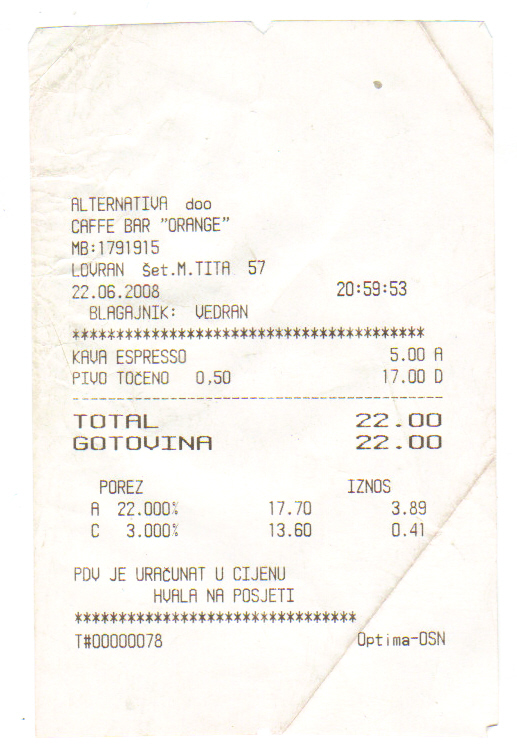 ALTERNATIVA doo
CAFFE BAR "ORANGE"
MB:1791915
LOVRAN Šet.M.TITA 57
22.06.2008 20:59:53
BLAGAJNIK: VEDRAN
****************************************
KAVA ESPRESSO 5.00 A
PIVO TOČENO 0,50 17.00 D
------------------------------------------
TOTAL 22.00
GOTOVINA 22.00
POREZ IZNOS
A 22.000% 17.70 3.89
C 3.000% 13.60 0.41
PDV JE URAČUNAT U CIJENU
HVALA NA POSJETI
********************************
T#00000078 Optima-OSN